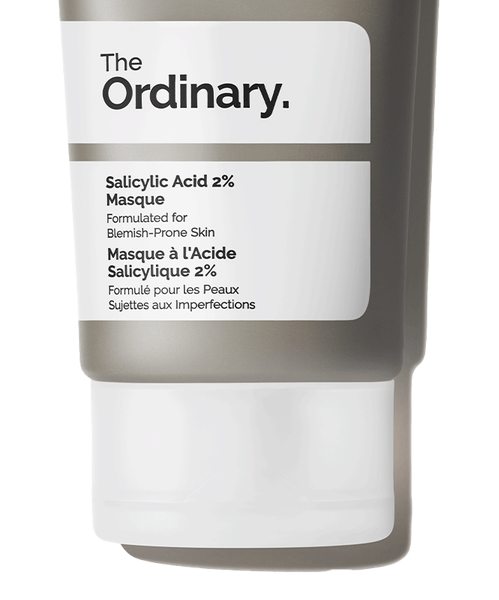 The
Ordinary.
Salicylic Acid 2%
Masque
Formulated for
Blemish-Prone Skin
Masque à l'Acide
Salicylique 2%
Formulé pour les Peaux
Sujettes aux Imperfections